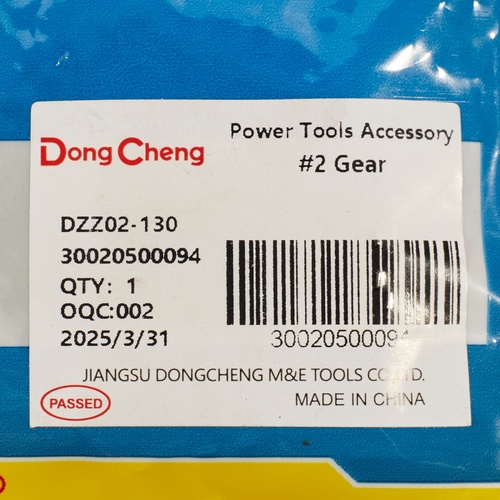 Dong Cheng
Power Tools Accessory
#2 Gear
DZZ02-130
30020500094
QTY: 1
OQC:002
2025/3/31
30020500094
JIANGSU DONGCHENG M&E TOOLS CO.,LTD.
PASSED
MADE IN CHINA